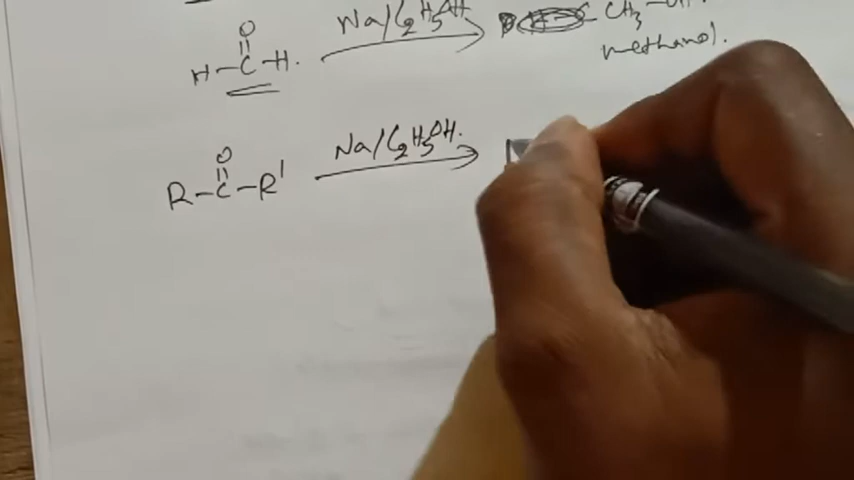 O
H-C-H. Na/C2H5OH CH3-OH.
methanol.
O
R-C-R' Na/C2H5OH.